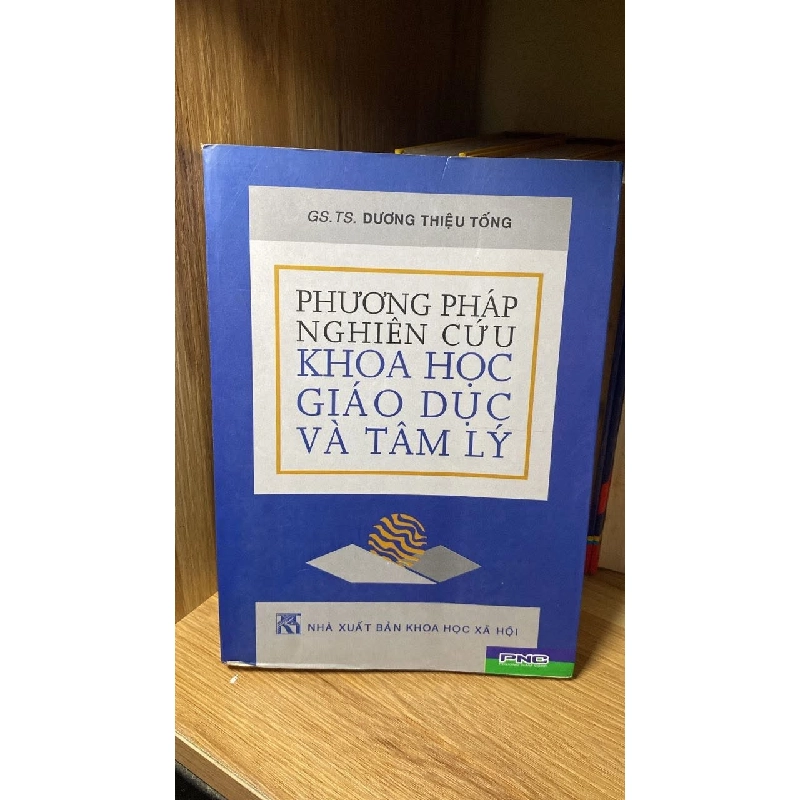 GS.TS. DƯƠNG THIỆU TỐNG
PHƯƠNG PHÁP
NGHIÊN CỨU
KHOA HỌC
GIÁO DỤC
VÀ TÂM LÝ
NHÀ XUẤT BẢN KHOA HỌC XÃ HỘI
PNC